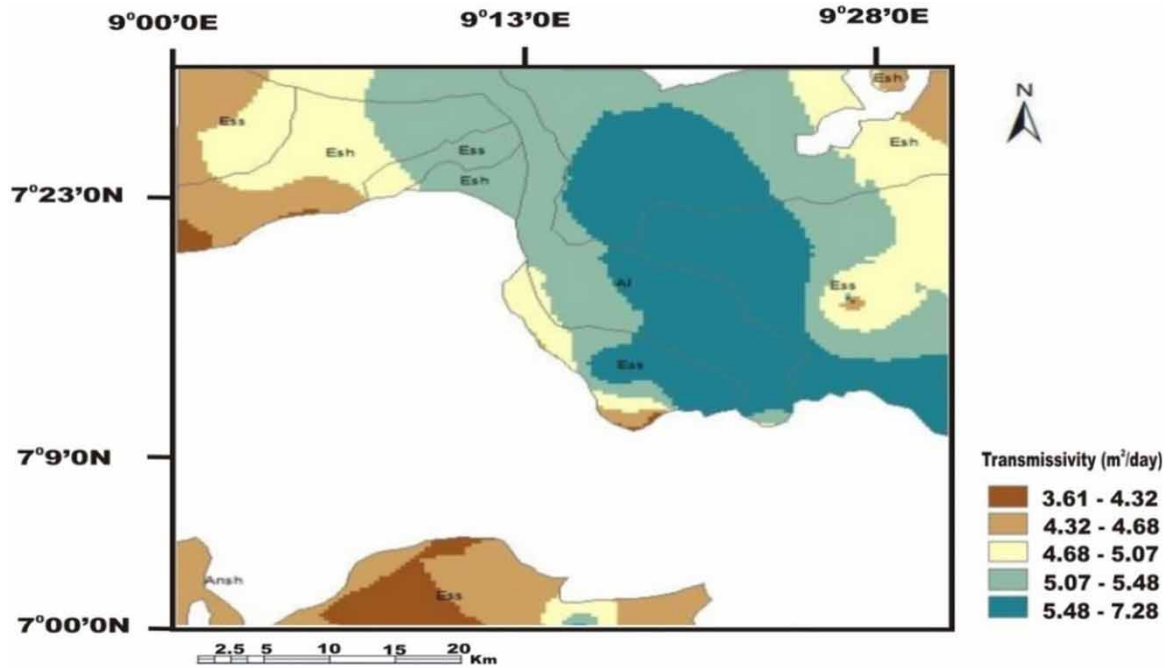 9°00'0E 9°13'0E 9°28'0E
N
Esh
Ess
Esh
Ess
Esh
Esh
7°23'0N
Al
Ess
Ess
7°9'0N
Transmissivity (m²/day)
3.61 - 4.32
4.32 - 4.68
4.68 - 5.07
5.07 - 5.48
5.48 - 7.28
Ansh
Ess
7°00'0N
2.5 5 10 15 20 Km